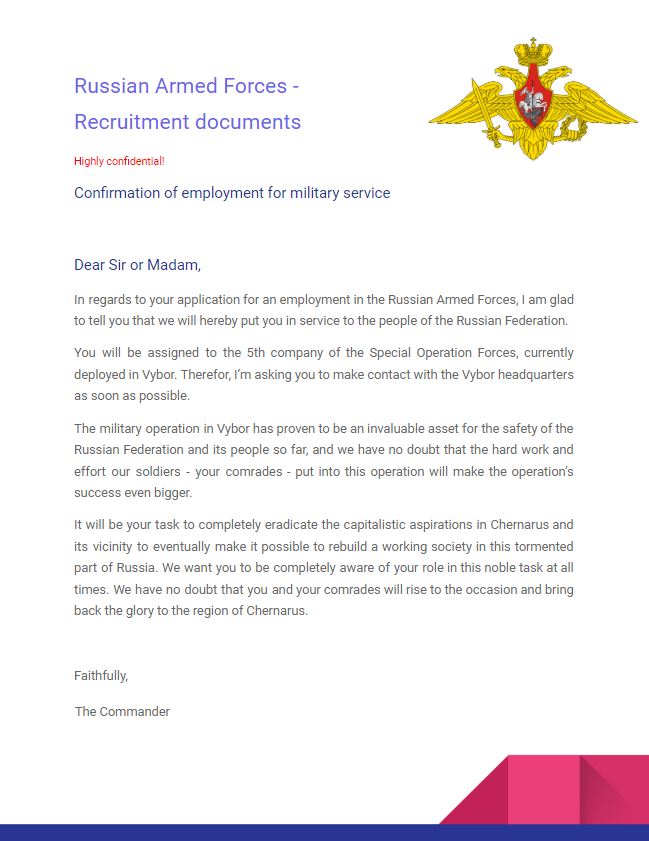 Russian Armed Forces -
Recruitment documents
Highly confidential!
Confirmation of employment for military service
Dear Sir or Madam,
In regards to your application for an employment in the Russian Armed Forces, I am glad
to tell you that we will hereby put you in service to the people of the Russian Federation.
You will be assigned to the 5th company of the Special Operation Forces, currently
deployed in Vybor. Therefor, I'm asking you to make contact with the Vybor headquarters
as soon as possible.
The military operation in Vybor has proven to be an invaluable asset for the safety of the
Russian Federation and its people so far, and we have no doubt that the hard work and
effort our soldiers - your comrades - put into this operation will make the operation's
success even bigger.
It will be your task to completely eradicate the capitalistic aspirations in Chernarus and
its vicinity to eventually make it possible to rebuild a working society in this tormented
part of Russia. We want you to be completely aware of your role in this noble task at all
times. We have no doubt that you and your comrades will rise to the occasion and bring
back the glory to the region of Chernarus.
Faithfully,
The Commander